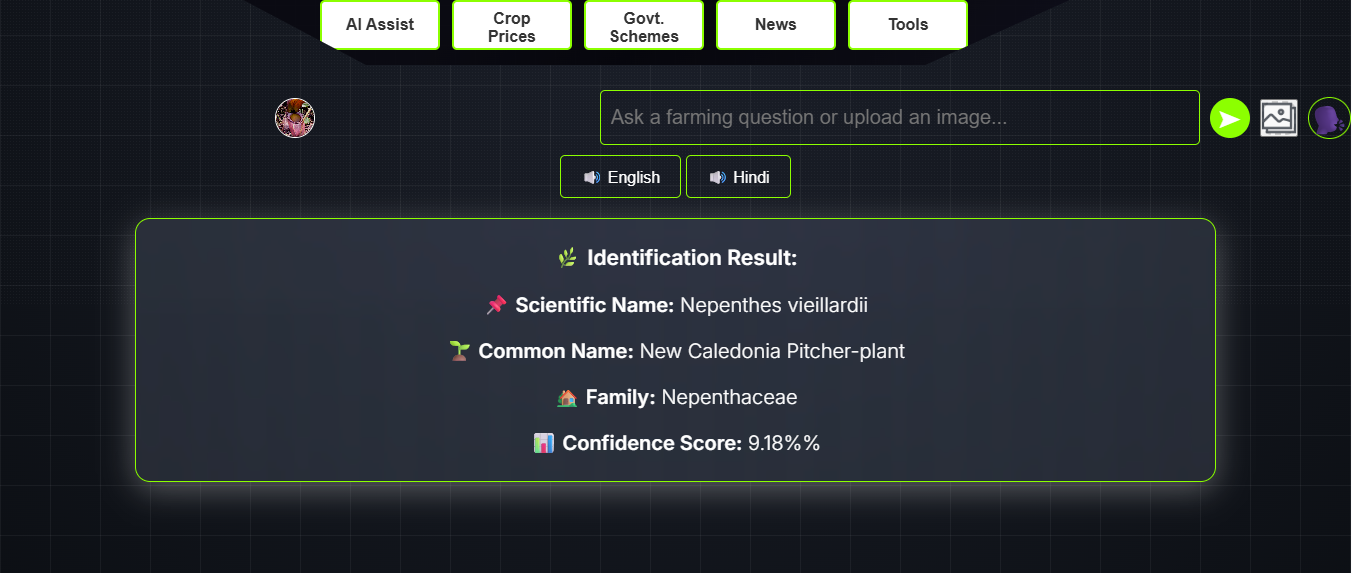 AI Assist
Crop
Prices
Govt.
Schemes
News
Tools
Ask a farming question or upload an image...
English
Hindi
Identification Result:
Scientific Name: Nepenthes vieillardii
Common Name: New Caledonia Pitcher-plant
Family: Nepenthaceae
Confidence Score: 9.18%%